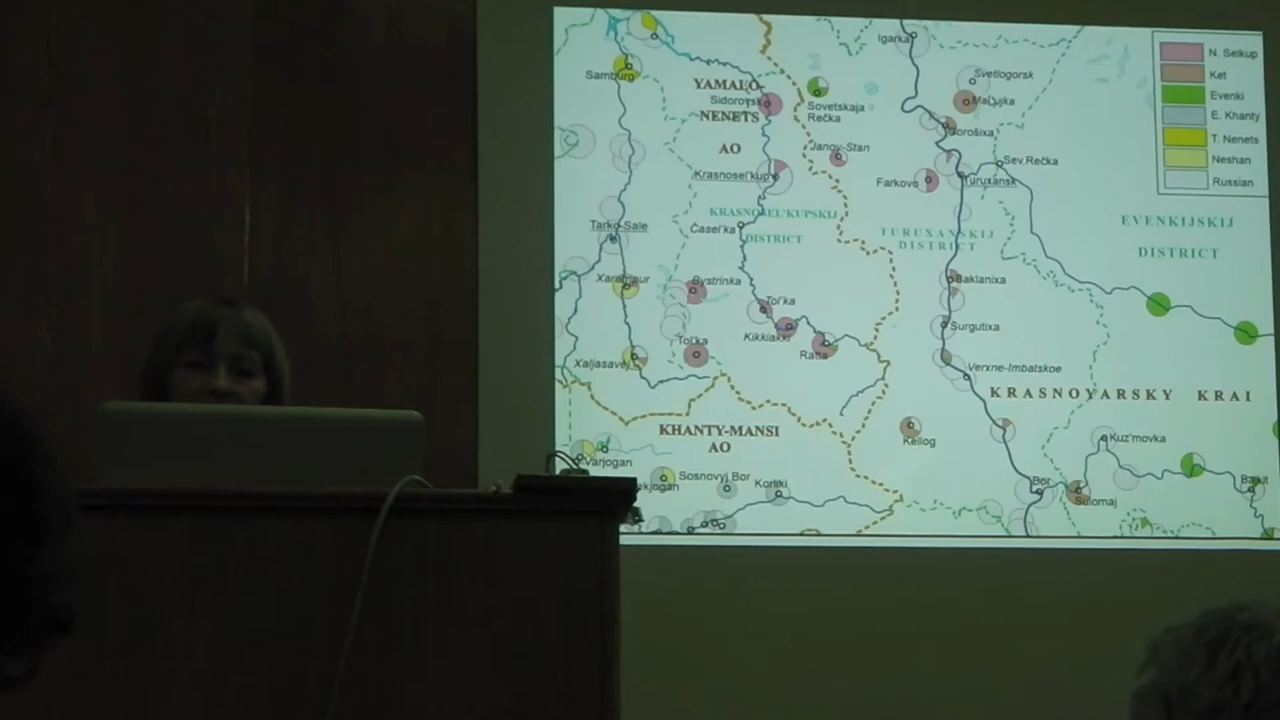 Igarka
N. Selkup
Ket
Evenki
E. Khanty
T. Nenets
Neshan
Russian
Samburg
YAMALO-
NENETS
AO
Sidorovsk
Sovetskaja
Rečka
Svetlogorsk
Gorošixa
Janov-Stan
Sev.Rečka
Krasnosel'kup
Farkovo
Turuxansk
KRASNOSEL'KUPSKIJ
DISTRICT
TURUXANSKIJ
DISTRICT
EVENKIJSKIJ
DISTRICT
Tarko-Sale
Časel'ka
Xarampur
Bystrinka
Baklanixa
Tol'ka
Kikkiakki
Ratta
Surgutixa
Tol'ka
Xaljasavej
Verxne-Imbatskoe
KRASNOYARSKY KRAI
KHANTY-MANSI
AO
Kellog
Kuz'movka
Varjogan
Sosnovyj Bor
Korliki
Bor
Sulomaj
Bajkit